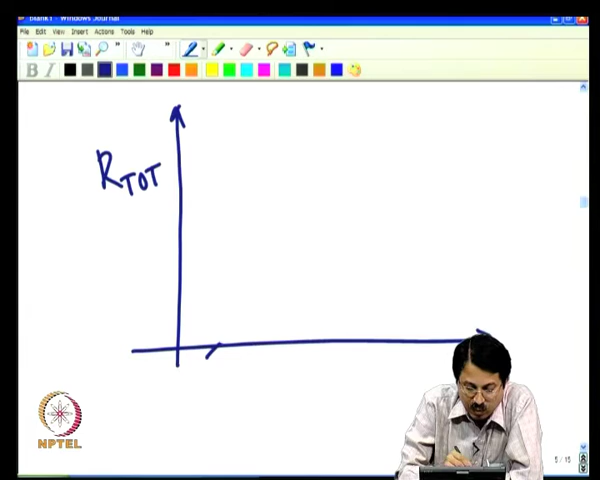 Blank1 - Windows Journal
File Edit View Insert Actions Tools Help
B I
R_TOT
NPTEL
5 / 15